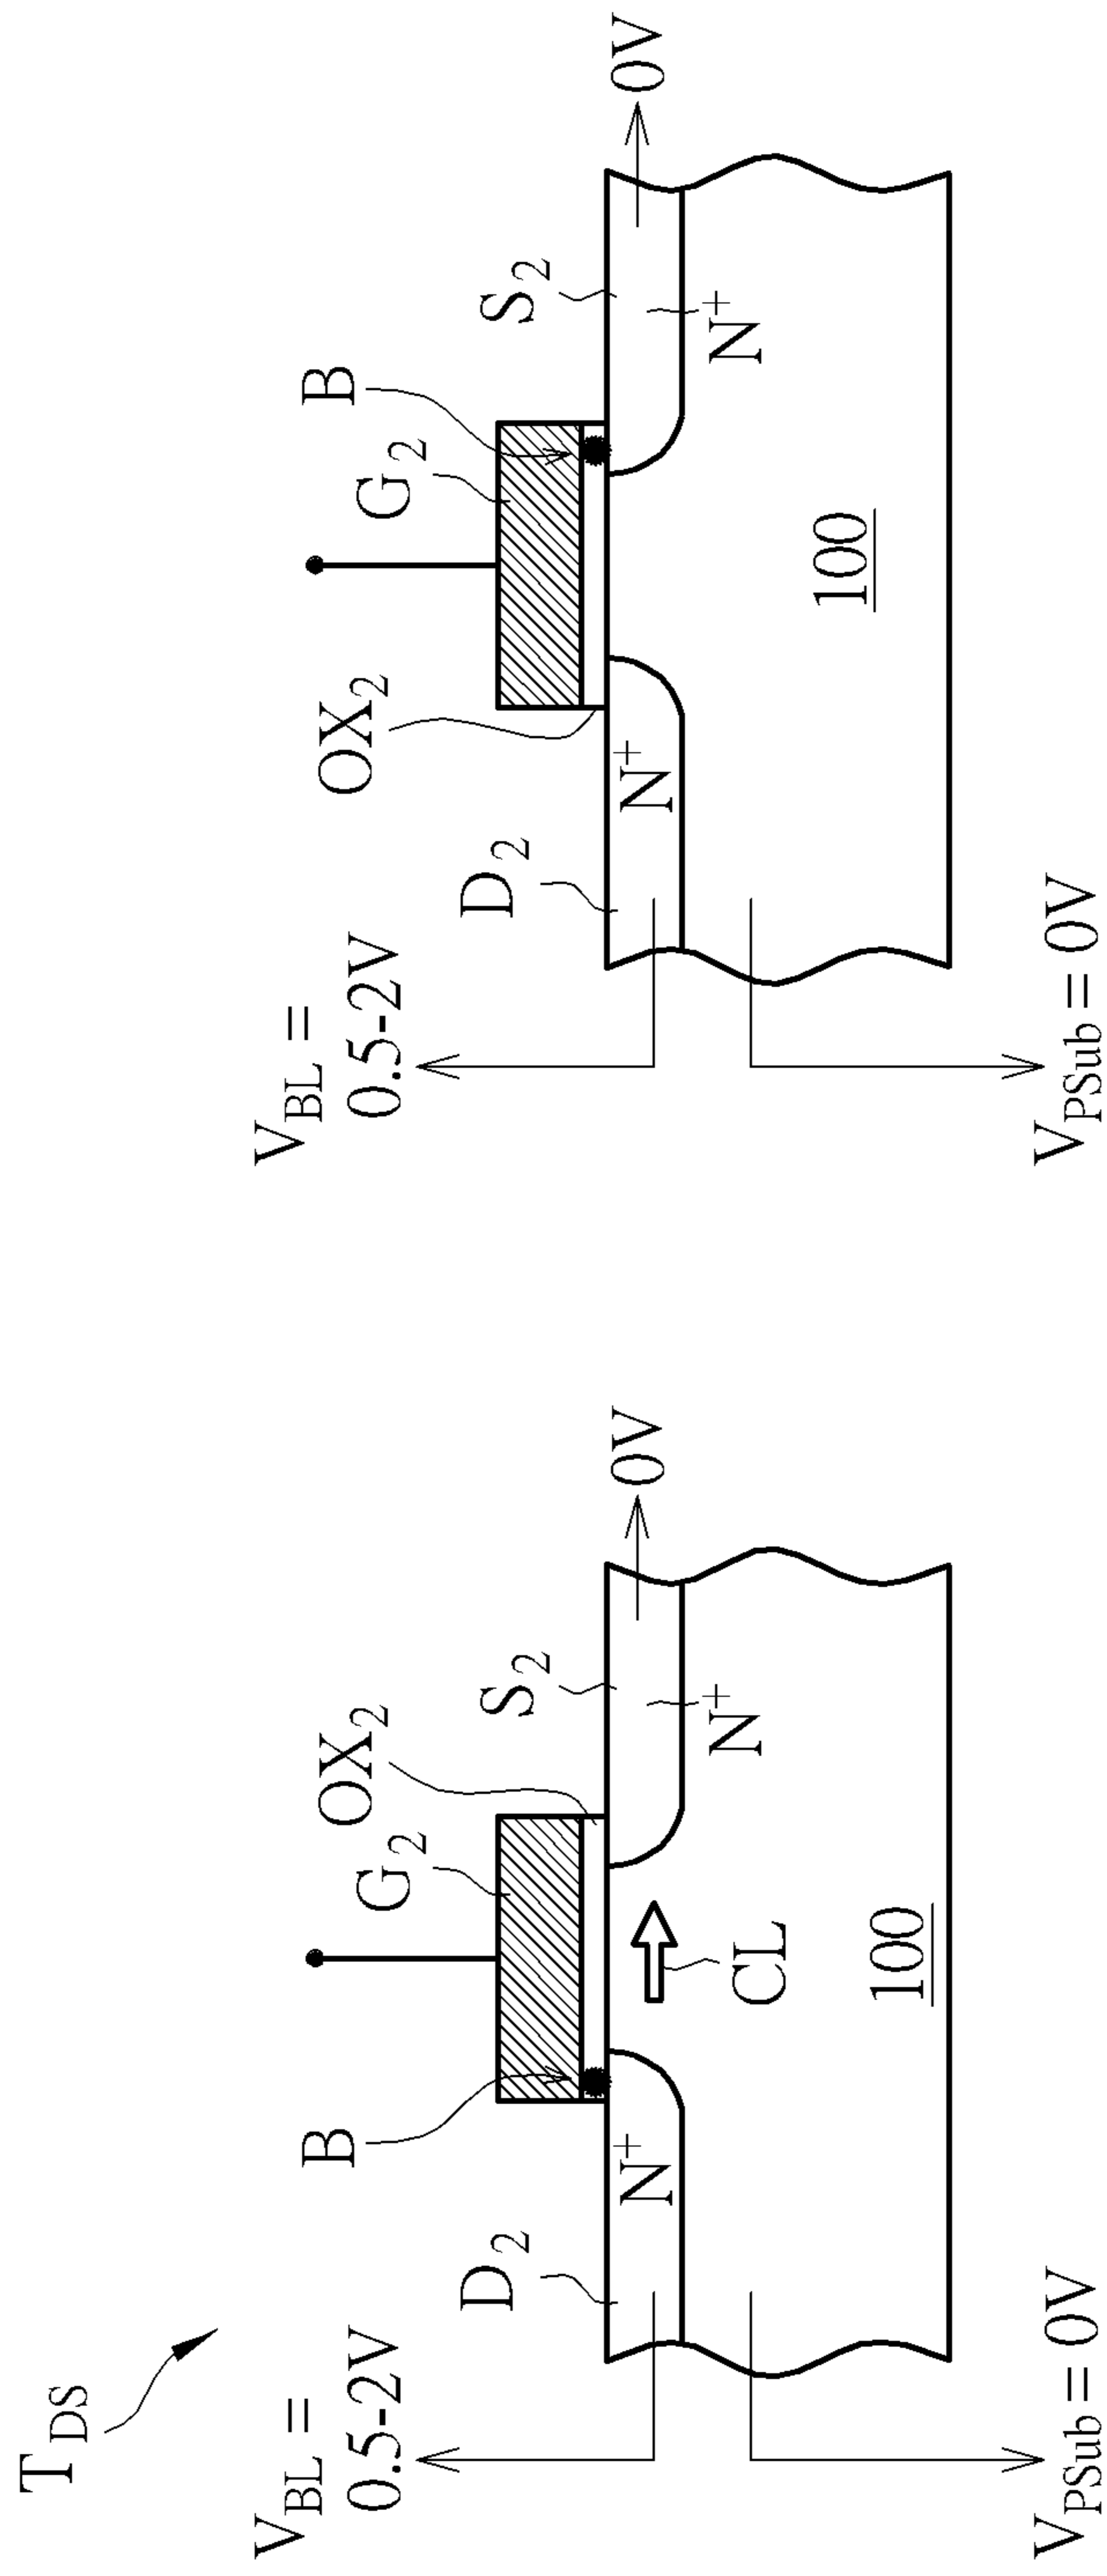 T_DS
V_BL =
0.5-2V
B
G_2
OX_2
D_2
S_2
N^+
N^+
0V
CL
100
V_PSub = 0V
V_BL =
0.5-2V
OX_2
G_2
B
D_2
S_2
N^+
N^+
0V
100
V_PSub = 0V